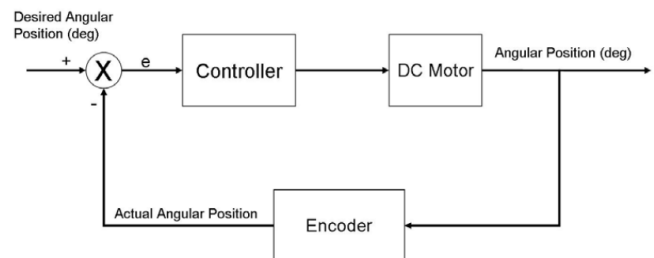 Desired Angular
Position (deg)
+
X
e
Controller
DC Motor
Angular Position (deg)
-
Actual Angular Position
Encoder